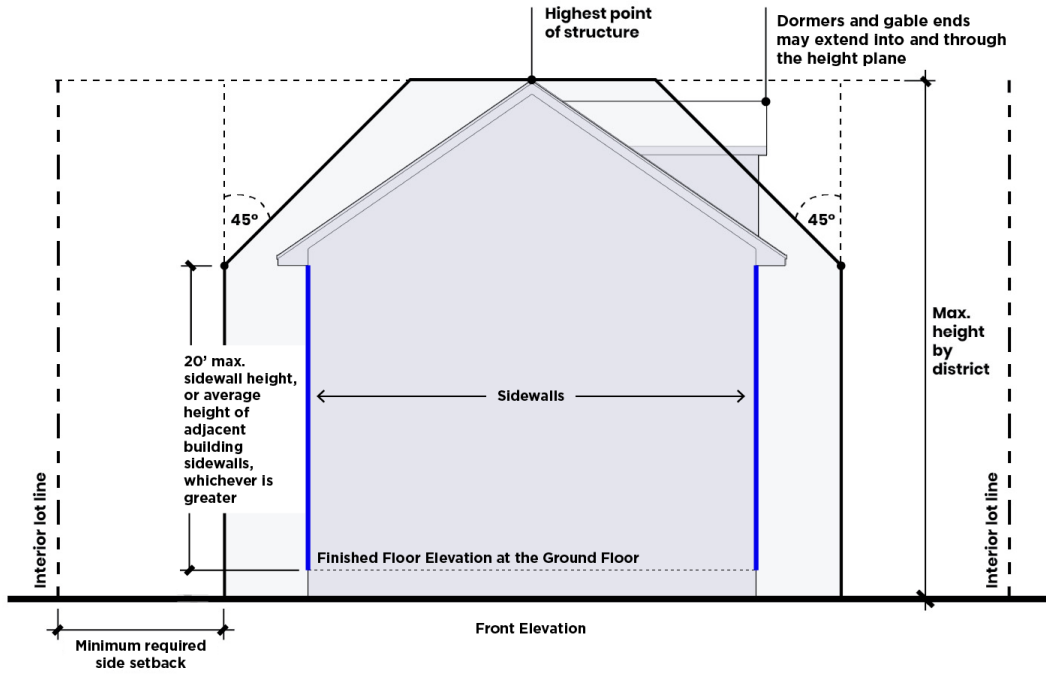 Highest point
of structure
Dormers and gable ends
may extend into and through
the height plane
45°
45°
Max.
height
by
district
20’ max.
sidewall height,
or average
height of
adjacent
building
sidewalls,
whichever is
greater
Sidewalls
Interior lot line
Interior lot line
Finished Floor Elevation at the Ground Floor
Front Elevation
Minimum required
side setback